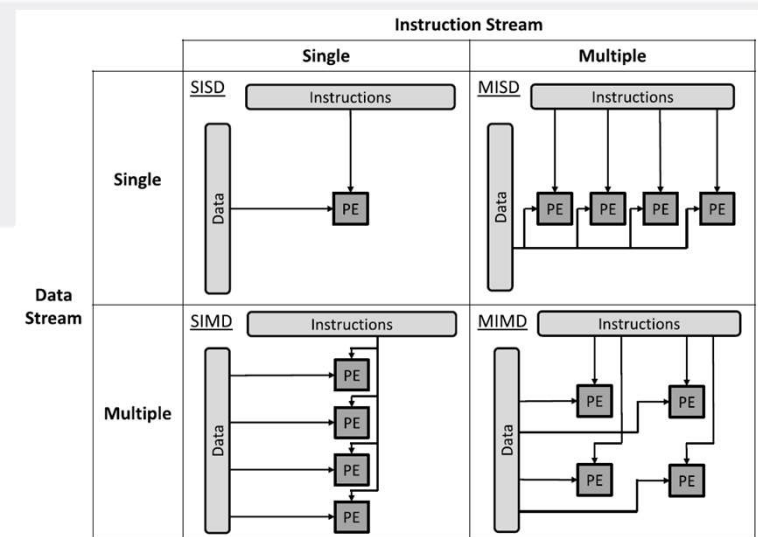 Instruction Stream
Single Multiple
SISD Instructions
MISD Instructions
Single
Data
PE
Data
PE PE PE PE
Data
Stream
SIMD Instructions
MIMD Instructions
Multiple
Data
PE
PE
PE
PE
Data
PE PE
PE PE